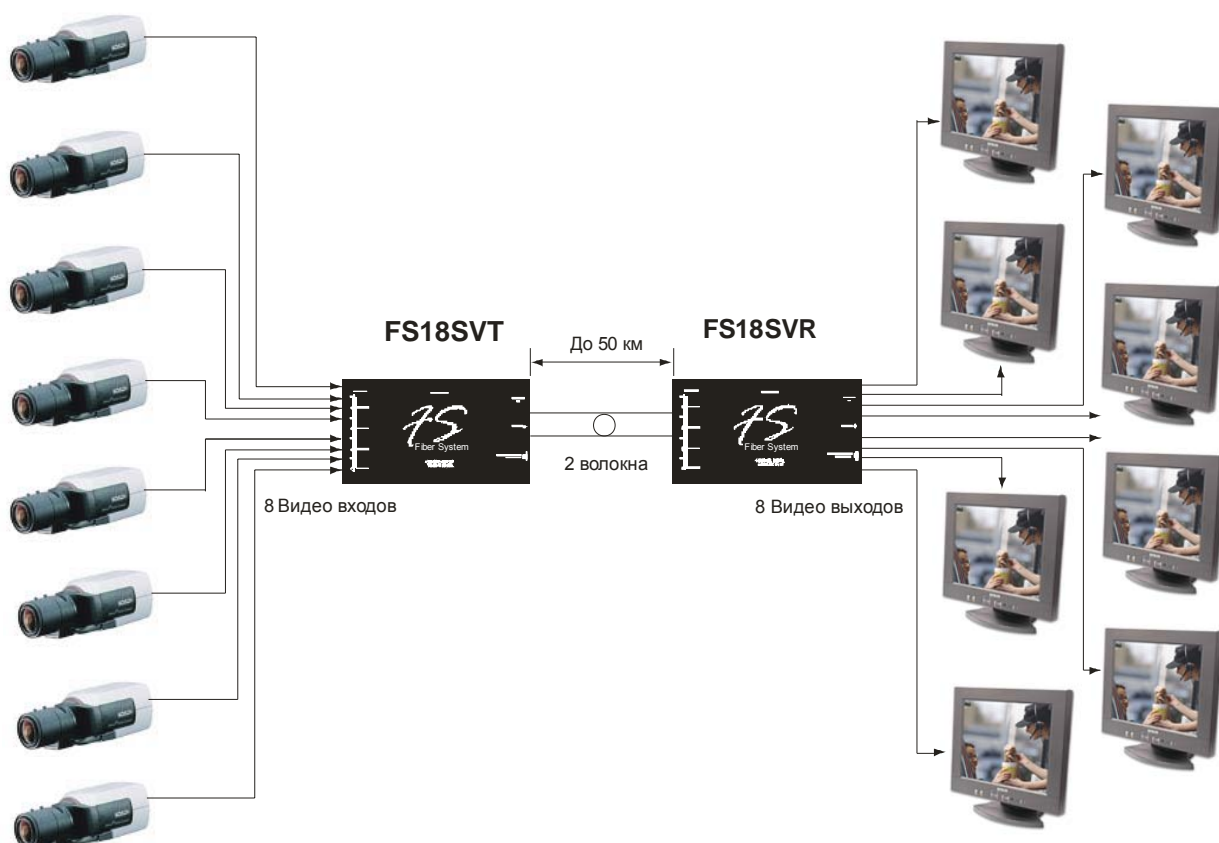 FS18SVT
До 50 км
FS18SVR
FS
Fiber System
FS
Fiber System
2 волокна
8 Видео входов
8 Видео выходов